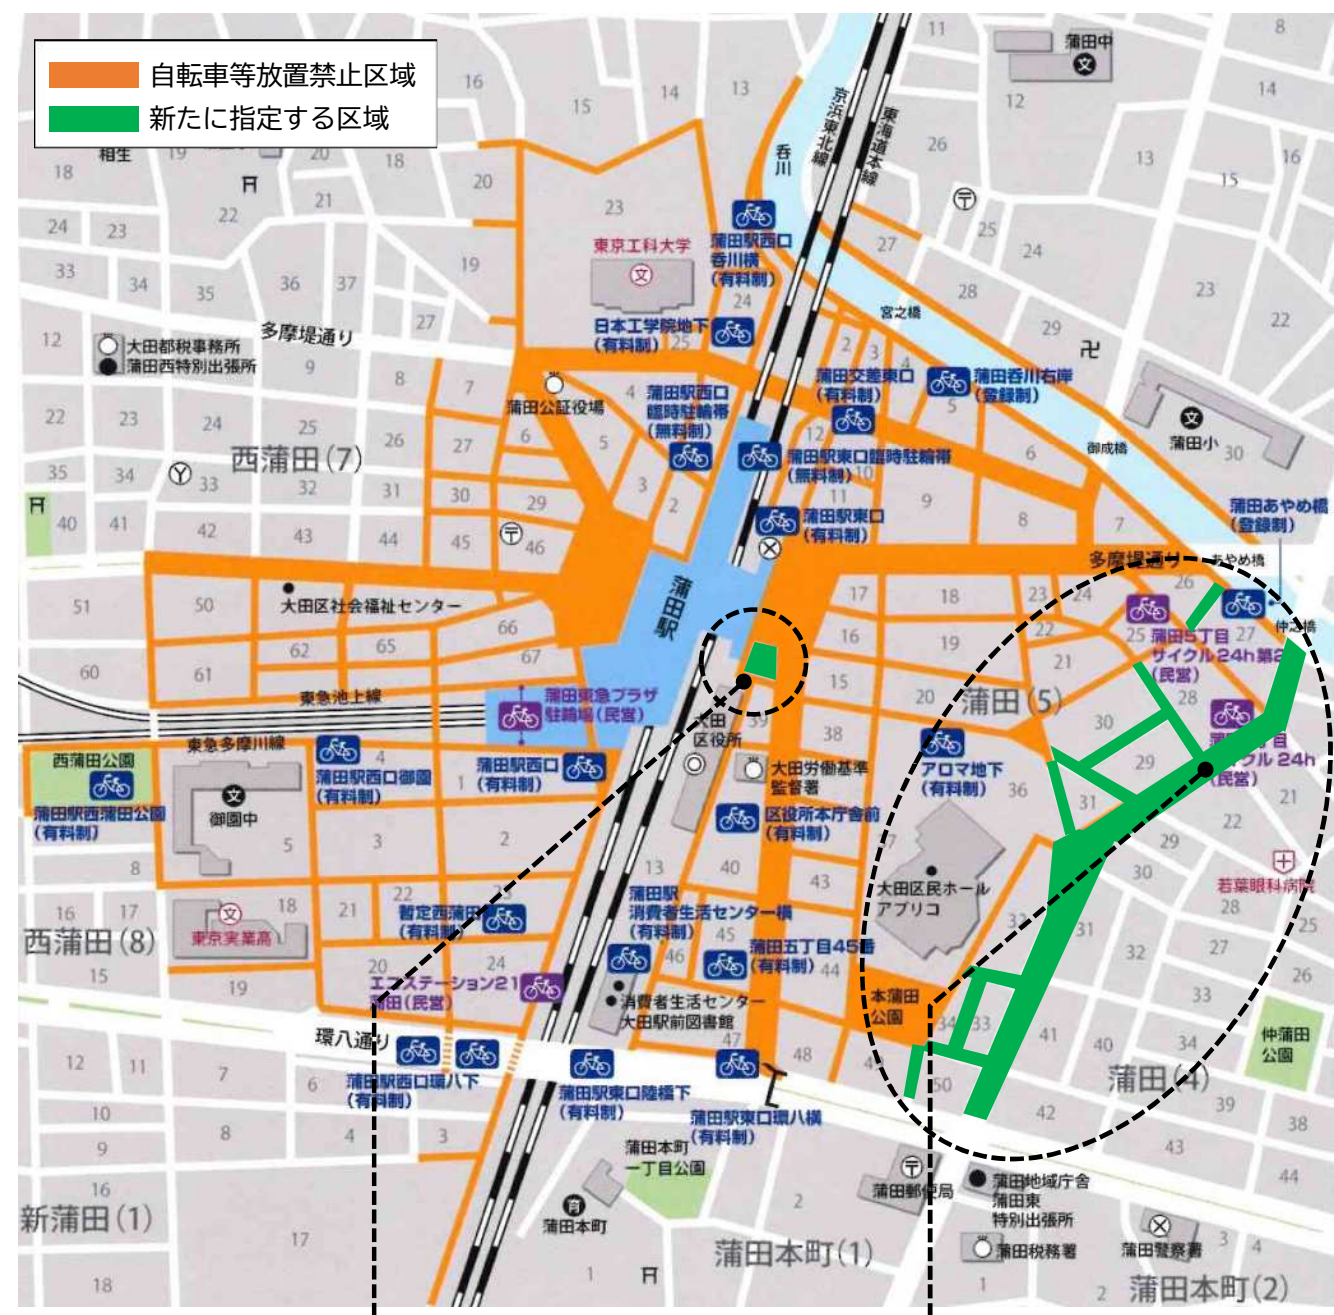 自転車等放置禁止区域
新たに指定する区域
相生
呑川
京浜東北線
東海道本線
蒲田中
文
東京工科大学
文
蒲田駅西口
呑川横
(有料制)
日本工学院地下
(有料制)
宮之橋
多摩堤通り
大田都税事務所
蒲田西特別出張所
蒲田公証役場
蒲田駅西口
臨時駐輪帯
(無料制)
蒲田交差東口
(有料制)
蒲田呑川右岸
(登録制)
文
蒲田小
御成橋
西蒲田(7)
蒲田駅東口臨時駐輪帯
(無料制)
蒲田駅東口
(有料制)
蒲田あやめ橋
(登録制)
あやめ橋
多摩堤通り
仲之橋
大田区社会福祉センター
蒲田駅
蒲田5丁目
サイクル24h第2
(民営)
蒲田(5)
東急池上線
蒲田東急プラザ
駐輪場(民営)
大田
区役所
サイクル 24h
(民営)
東急多摩川線
西蒲田公園
蒲田駅西蒲田公園
(有料制)
文
御園中
蒲田駅西口御園
(有料制)
蒲田駅西口
(有料制)
大田労働基準
監督署
アロマ地下
(有料制)
区役所本庁舎前
(有料制)
大田区民ホール
アプリコ
若葉眼科病院
西蒲田(8)
文
東京実業高
暫定西蒲田
(有料制)
蒲田駅
消費者生活センター横
(有料制)
蒲田五丁目45番
(有料制)
エコステーション21
蒲田(民営)
消費者生活センター
大田駅前図書館
本蒲田
公園
仲蒲田
公園
環八通り
蒲田駅西口環八下
(有料制)
蒲田駅東口陸橋下
(有料制)
蒲田駅東口環八横
(有料制)
蒲田(4)
蒲田本町
一丁目公園
蒲田郵便局
蒲田地域庁舎
蒲田東
特別出張所
蒲田税務署
蒲田警察署
新蒲田(1)
育
蒲田本町
蒲田本町(1)
蒲田本町(2)